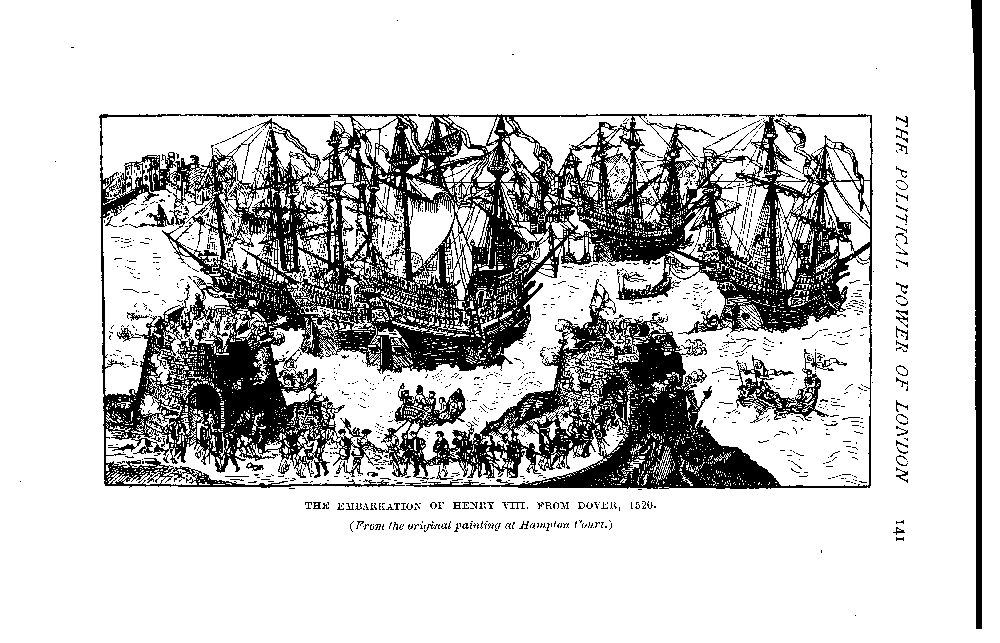 THE POLITICAL POWER OF LONDON 141
THE EMBARKATION OF HENRY VIII. FROM DOVER, 1520.
(From the original painting at Hampton Court.)